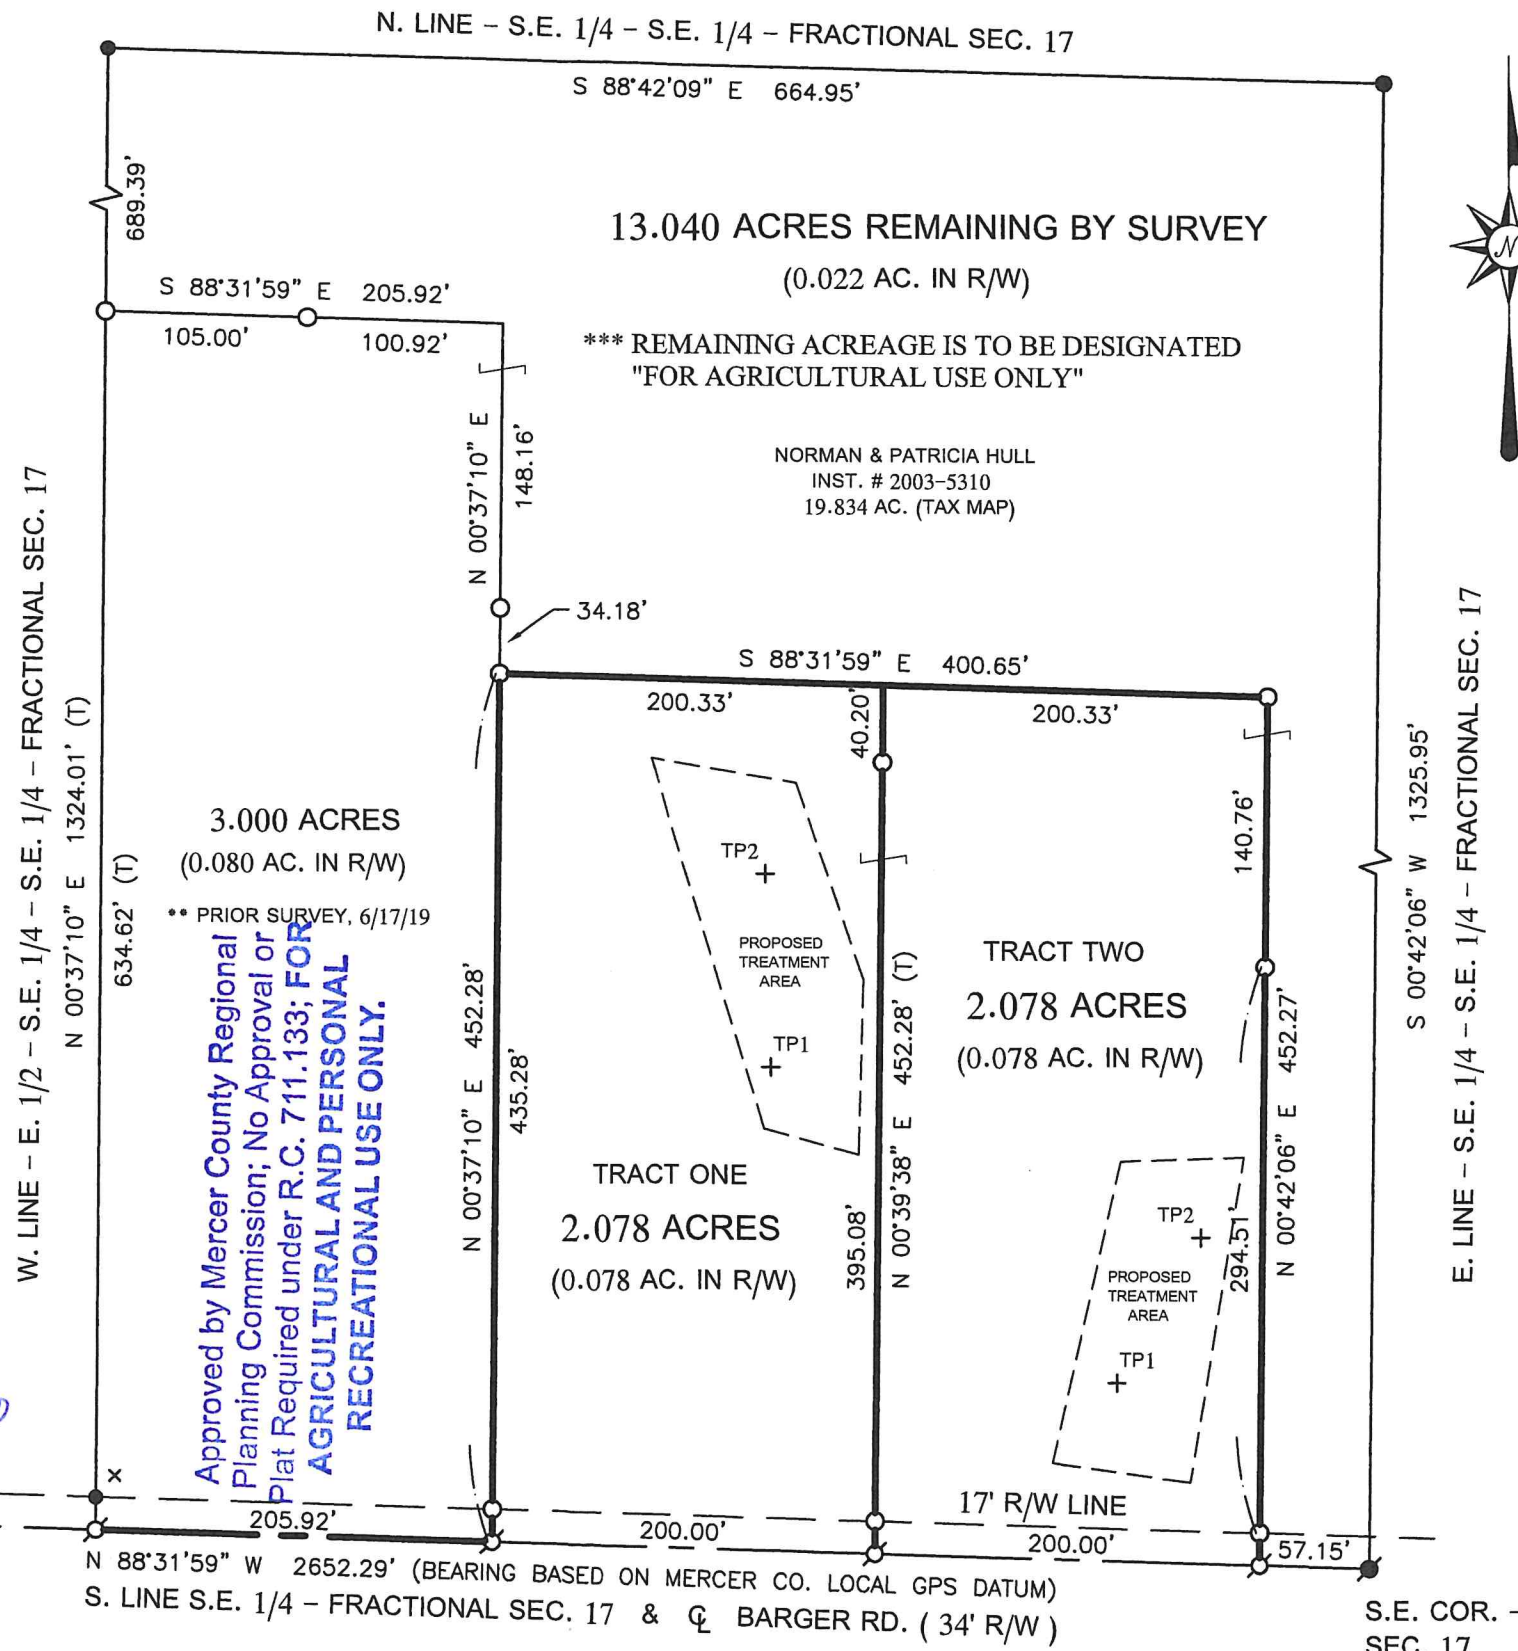 N. LINE – S.E. 1/4 – S.E. 1/4 – FRACTIONAL SEC. 17
S 88°42'09" E 664.95'
689.39'
13.040 ACRES REMAINING BY SURVEY
(0.022 AC. IN R/W)
N
S 88°31'59" E 205.92'
105.00'
100.92'
*** REMAINING ACREAGE IS TO BE DESIGNATED
"FOR AGRICULTURAL USE ONLY"
N 00°37'10" E
148.16'
NORMAN & PATRICIA HULL
INST. # 2003-5310
19.834 AC. (TAX MAP)
34.18'
S 88°31'59" E 400.65'
200.33'
40.20'
200.33'
W. LINE – E. 1/2 – S.E. 1/4 – S.E. 1/4 – FRACTIONAL SEC. 17
N 00°37'10" E 1324.01' (T)
634.62' (T)
3.000 ACRES
(0.080 AC. IN R/W)
** PRIOR SURVEY, 6/17/19
Approved by Mercer County Regional
Planning Commission; No Approval or
Plat Required under R.C. 711.133; FOR
AGRICULTURAL AND PERSONAL
RECREATIONAL USE ONLY.
N 00°37'10" E 452.28'
435.28'
TP2
PROPOSED
TREATMENT
AREA
TP1
TRACT ONE
2.078 ACRES
(0.078 AC. IN R/W)
395.08'
N 00°39'38" E 452.28' (T)
TRACT TWO
2.078 ACRES
(0.078 AC. IN R/W)
140.76'
TP2
PROPOSED
TREATMENT
AREA
TP1
294.51'
N 00°42'06" E 452.27'
S 00°42'06" W 1325.95'
E. LINE – S.E. 1/4 – S.E. 1/4 – FRACTIONAL SEC. 17
X
17' R/W LINE
205.92'
200.00'
200.00'
57.15'
N 88°31'59" W 2652.29' (BEARING BASED ON MERCER CO. LOCAL GPS DATUM)
S. LINE S.E. 1/4 – FRACTIONAL SEC. 17 & ℄ BARGER RD. ( 34' R/W )
S.E. COR. –
SEC. 17